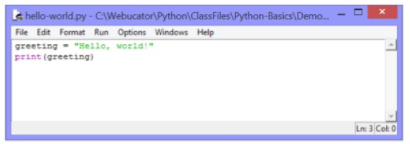 hello-world.py - C:\Webucator\Python\ClassFiles\Python-Basics\Demo...
File Edit Format Run Options Windows Help
greeting = "Hello, world!"
print(greeting)
Ln: 3 Col: 0